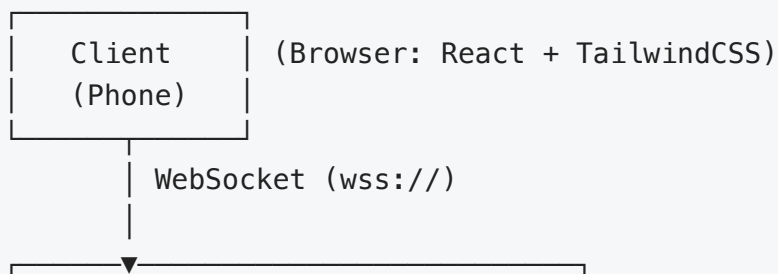 Client (Browser: React + TailwindCSS)
(Phone)
WebSocket (wss://)